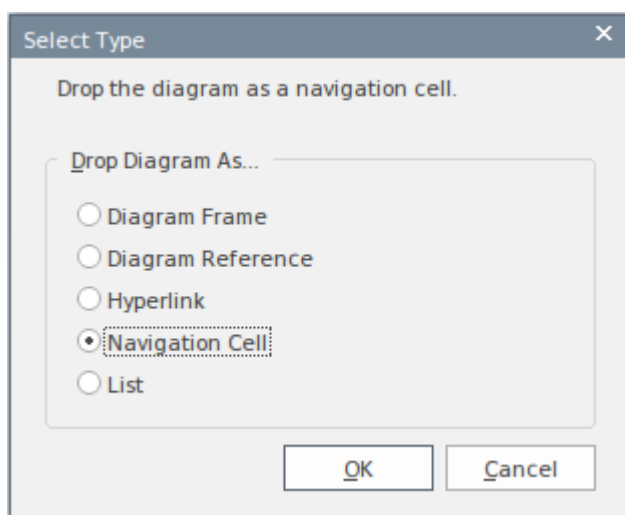 Select Type
Drop the diagram as a navigation cell.
Drop Diagram As...
Diagram Frame
Diagram Reference
Hyperlink
Navigation Cell
List
OK
Cancel